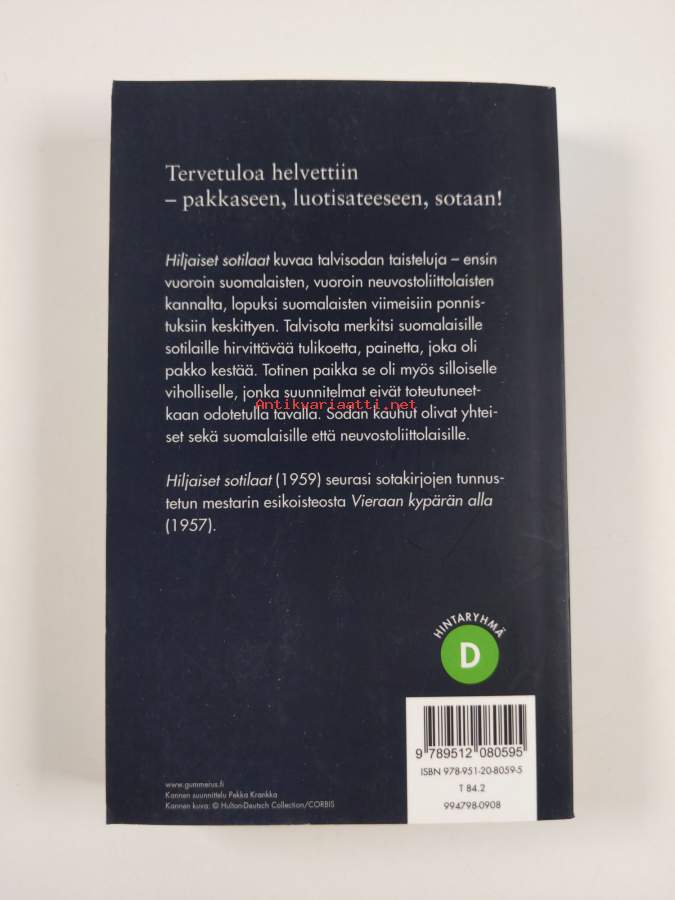 Tervetuloa helvettiin
– pakkaseen, luotisateeseen, sotaan!
Hiljaiset sotilaat kuvaa talvisodan taisteluja – ensin
vuoroin suomalaisten, vuoroin neuvostoliittolaisten
kannalta, lopuksi suomalaisten viimeisiin ponnis-
tuksiin keskittyen. Talvisota merkitsi suomalaisille
sotilaille hirvittävää tulikoetta, painetta, joka oli
pakko kestää. Totinen paikka se oli myös silloiselle
viholliselle, jonka suunnitelmat eivät toteutuneet-
kaan odotetulla tavalla. Sodan kauhut olivat yhtei-
set sekä suomalaisille että neuvostoliittolaisille.
Antikvariaatti.net
Hiljaiset sotilaat (1959) seurasi sotakirjojen tunnus-
tetun mestarin esikoisteosta Vieraan kypärän alla
(1957).
HINTARYHMÄ
D
9 789512 080595
ISBN 978-951-20-8059-5
T 84.2
994798-0908
www.gummerus.fi
Kannen suunnittelu Pekka Krankka
Kannen kuva: © Hulton-Deutsch Collection/CORBIS